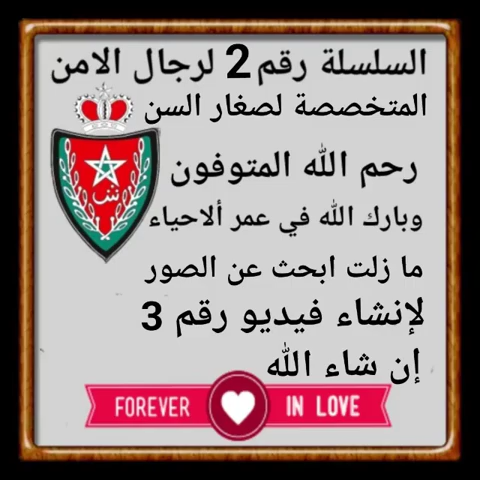 السلسلة رقم 2 لرجال الامن
المتخصصة لصغار السن
رحم الله المتوفون
وبارك الله في عمر ألاحياء
ما زلت ابحث عن الصور
لإنشاء فيديو رقم 3
إن شاء الله
FOREVER IN LOVE